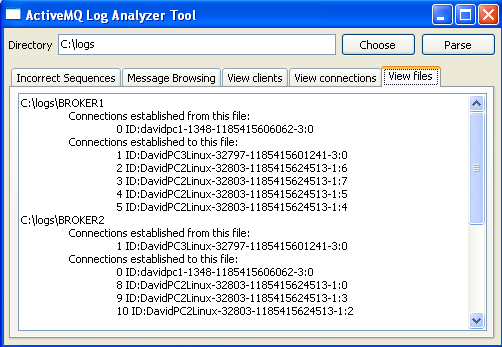 ActiveMQ Log Analyzer Tool
Directory C:\logs Choose Parse
Incorrect Sequences Message Browsing View clients View connections View files
C:\logs\BROKER1
Connections established from this file:
0 ID:davidpc1-1348-1185415606062-3:0
Connections established to this file:
1 ID:DavidPC3Linux-32797-1185415601241-3:0
2 ID:DavidPC2Linux-32803-1185415624513-1:6
3 ID:DavidPC2Linux-32803-1185415624513-1:7
4 ID:DavidPC2Linux-32803-1185415624513-1:5
5 ID:DavidPC2Linux-32803-1185415624513-1:4
C:\logs\BROKER2
Connections established from this file:
1 ID:DavidPC3Linux-32797-1185415601241-3:0
Connections established to this file:
0 ID:davidpc1-1348-1185415606062-3:0
8 ID:DavidPC2Linux-32803-1185415624513-1:0
9 ID:DavidPC2Linux-32803-1185415624513-1:3
10 ID:DavidPC2Linux-32803-1185415624513-1:2